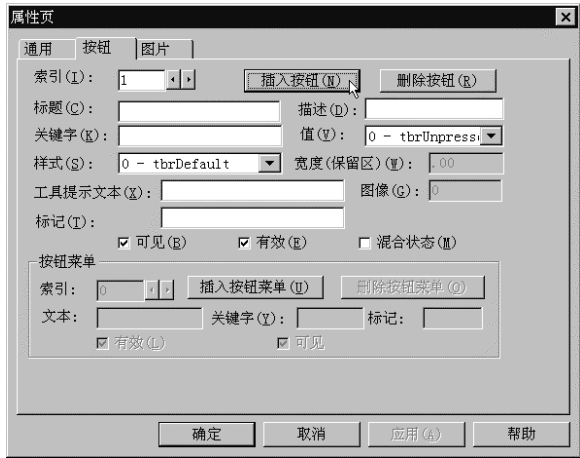 属性页
通用 按钮 图片
索引(I): 1 插入按钮(N) 删除按钮(R)
标题(C): 描述(D):
关键字(K): 值(V): 0 - tbrUnpress
样式(S): 0 - tbrDefault 宽度(保留区)(W): .00
工具提示文本(X): 图像(G): 0
标记(T):
可见(B) 有效(E) 混合状态(M)
按钮菜单
索引: 0 插入按钮菜单(U) 删除按钮菜单(O)
文本: 关键字(Y): 标记:
有效(L) 可见
确定 取消 应用(A) 帮助